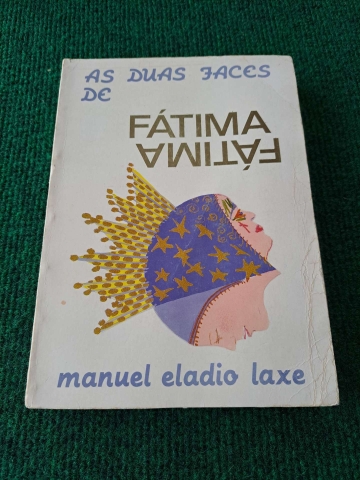 AS DUAS FACES
DE
FÁTIMA
FÁTIMA
manuel eladio laxe